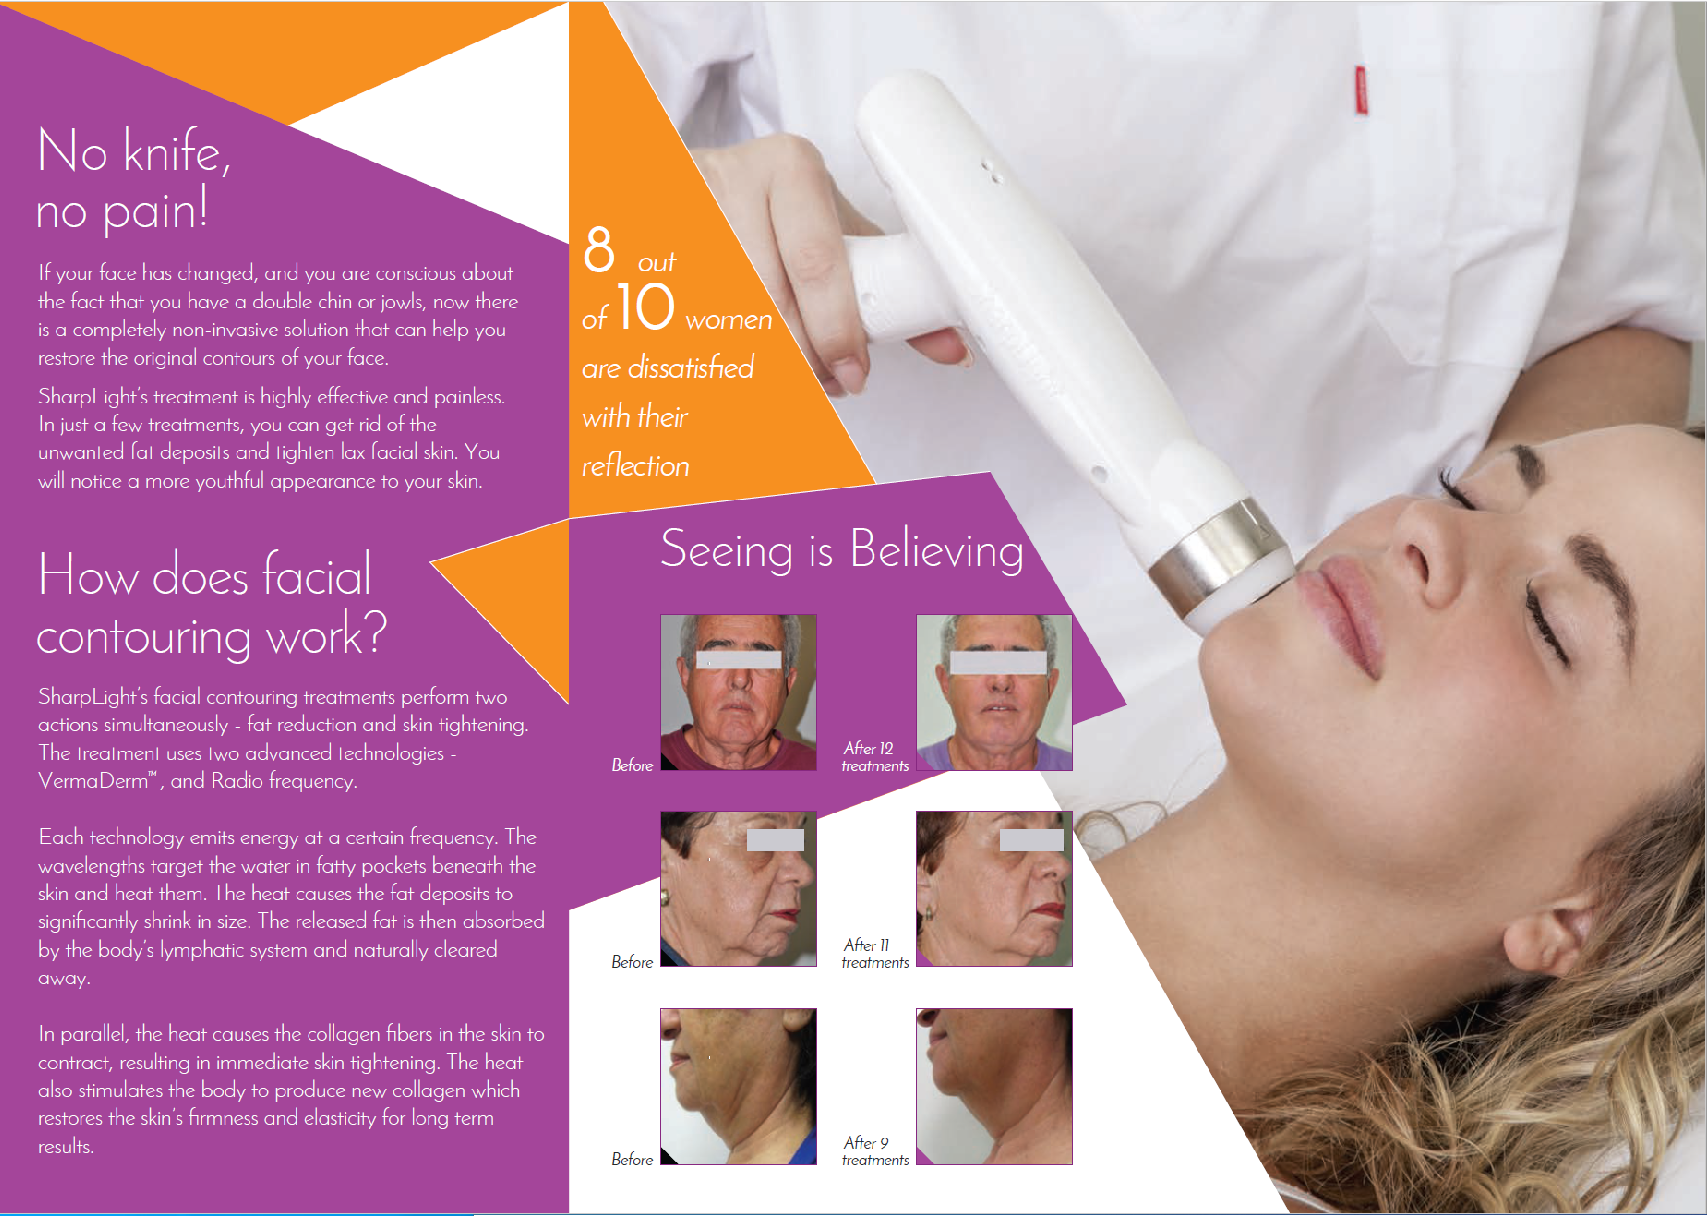 No knife,
no pain!
If your face has changed, and you are conscious about
the fact that you have a double chin or jowls, now there
is a completely non-invasive solution that can help you
restore the original contours of your face.
SharpLight's treatment is highly effective and painless.
In just a few treatments, you can get rid of the
unwanted fat deposits and tighten lax facial skin. You
will notice a more youthful appearance to your skin.
How does facial
contouring work?
SharpLight's facial contouring treatments perform two
actions simultaneously - fat reduction and skin tightening.
The treatment uses two advanced technologies -
VermaDerm™, and Radio frequency.
Each technology emits energy at a certain frequency. The
wavelengths target the water in fatty pockets beneath the
skin and heat them. The heat causes the fat deposits to
significantly shrink in size. The released fat is then absorbed
by the body's lymphatic system and naturally cleared
away.
In parallel, the heat causes the collagen fibers in the skin to
contract, resulting in immediate skin tightening. The heat
also stimulates the body to produce new collagen which
restores the skin's firmness and elasticity for long term
results.
8 out
of 10 women
are dissatisfied
with their
reflection
Seeing is Believing
Before
After 12
treatments
Before
After 11
treatments
Before
After 9
treatments